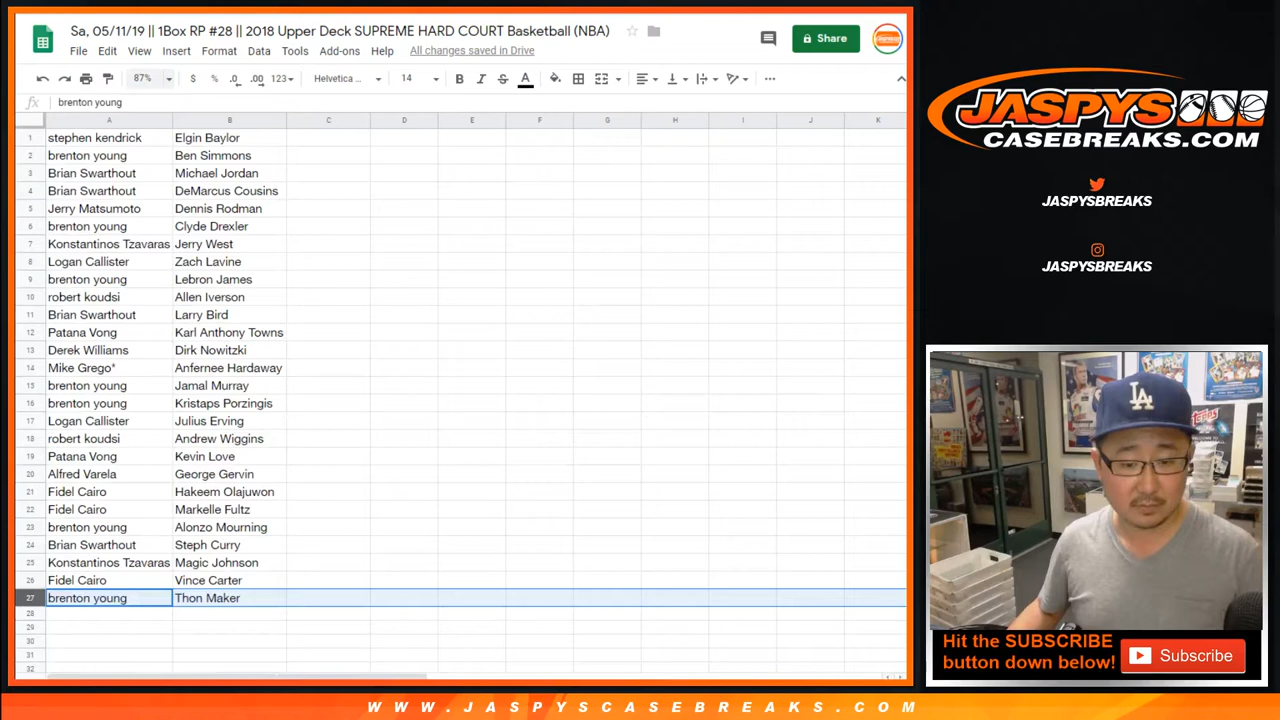 Sa, 05/11/19 || 1Box RP #28 || 2018 Upper Deck SUPREME HARD COURT Basketball (NBA)
File Edit View Insert Format Data Tools Add-ons Help All changes saved in Drive
Share
87% $ % .0 .00 123 Helvetica ... 14 B I S A
fx brenton young
A B C D E F G H I J K
1 stephen kendrick Elgin Baylor
2 brenton young Ben Simmons
3 Brian Swarthout Michael Jordan
4 Brian Swarthout DeMarcus Cousins
5 Jerry Matsumoto Dennis Rodman
6 brenton young Clyde Drexler
7 Konstantinos Tzavaras Jerry West
8 Logan Callister Zach Lavine
9 brenton young Lebron James
10 robert koudsi Allen Iverson
11 Brian Swarthout Larry Bird
12 Patana Vong Karl Anthony Towns
13 Derek Williams Dirk Nowitzki
14 Mike Grego* Anfernee Hardaway
15 brenton young Jamal Murray
16 brenton young Kristaps Porzingis
17 Logan Callister Julius Erving
18 robert koudsi Andrew Wiggins
19 Patana Vong Kevin Love
20 Alfred Varela George Gervin
21 Fidel Cairo Hakeem Olajuwon
22 Fidel Cairo Markelle Fultz
23 brenton young Alonzo Mourning
24 Brian Swarthout Steph Curry
25 Konstantinos Tzavaras Magic Johnson
26 Fidel Cairo Vince Carter
27 brenton young Thon Maker
28
29
30
31
32
JASPYS
CASEBREAKS.COM
JASPYSBREAKS
JASPYSBREAKS
topps
LA
Hit the SUBSCRIBE
button down below!
Subscribe
WWW.JASPYSCASEBREAKS.COM